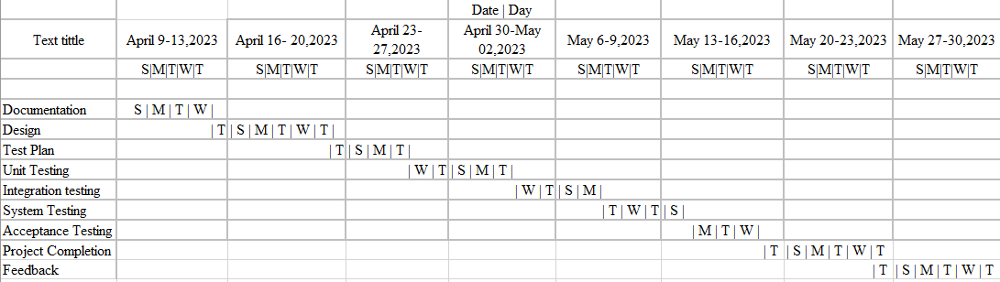 Date | Day
Text tittle April 9-13,2023 April 16- 20,2023 April 23-27,2023 April 30-May 02,2023 May 6-9,2023 May 13-16,2023 May 20-23,2023 May 27-30,2023
S|M|T|W|T S|M|T|W|T S|M|T|W|T S|M|T|W|T S|M|T|W|T S|M|T|W|T S|M|T|W|T S|M|T|W|T
Documentation S | M | T | W |
Design | T | S | M | T | W | T |
Test Plan | T | S | M | T |
Unit Testing | W | T | S | M | T |
Integration testing | W | T | S | M |
System Testing | T | W | T | S |
Acceptance Testing | M | T | W |
Project Completion | T | S | M | T | W | T
Feedback | T | S | M | T | W | T